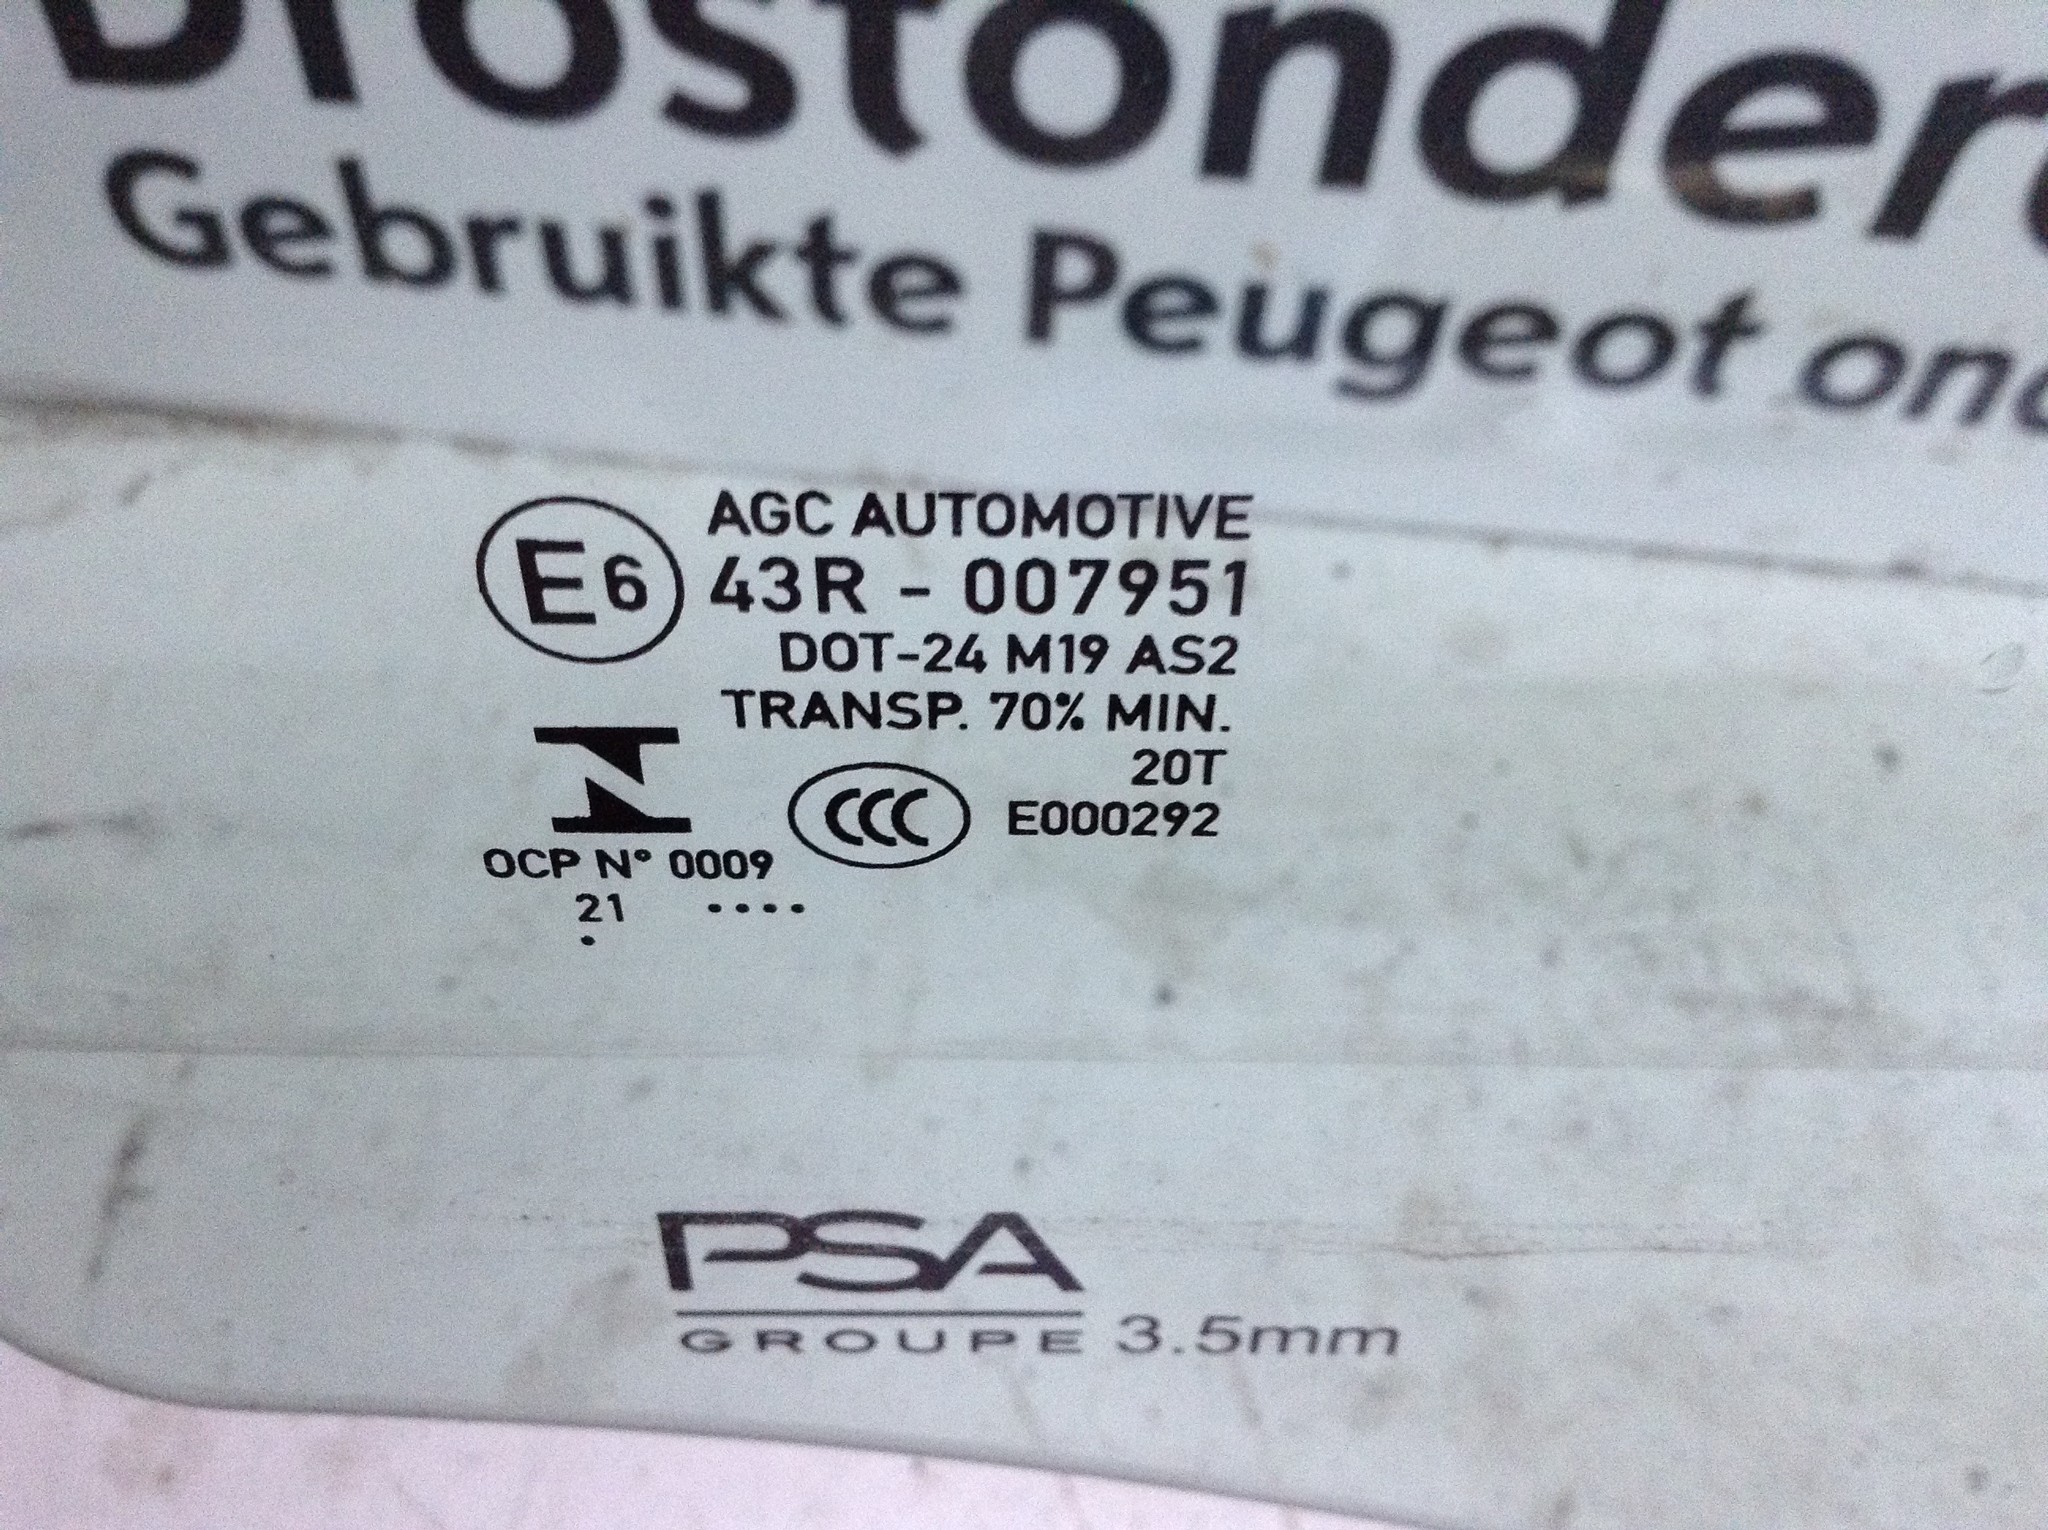 Gebruikte Peugeot
AGC AUTOMOTIVE
E6
43R - 007951
DOT-24 M19 AS2
TRANSP. 70% MIN.
20T
CCC
E000292
OCP N° 0009
21 ....
.
PSA
GROUPE 3.5mm